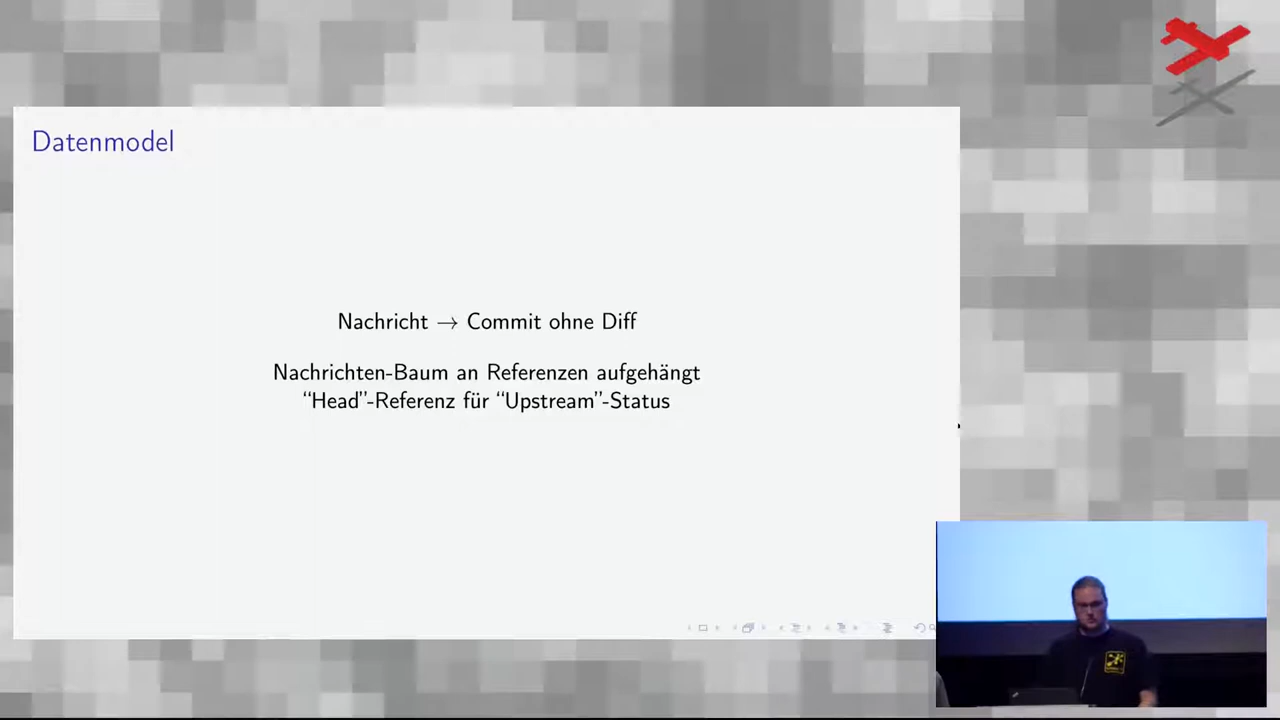 Datenmodel
Nachricht → Commit ohne Diff
Nachrichten-Baum an Referenzen aufgehängt
“Head”-Referenz für “Upstream”-Status